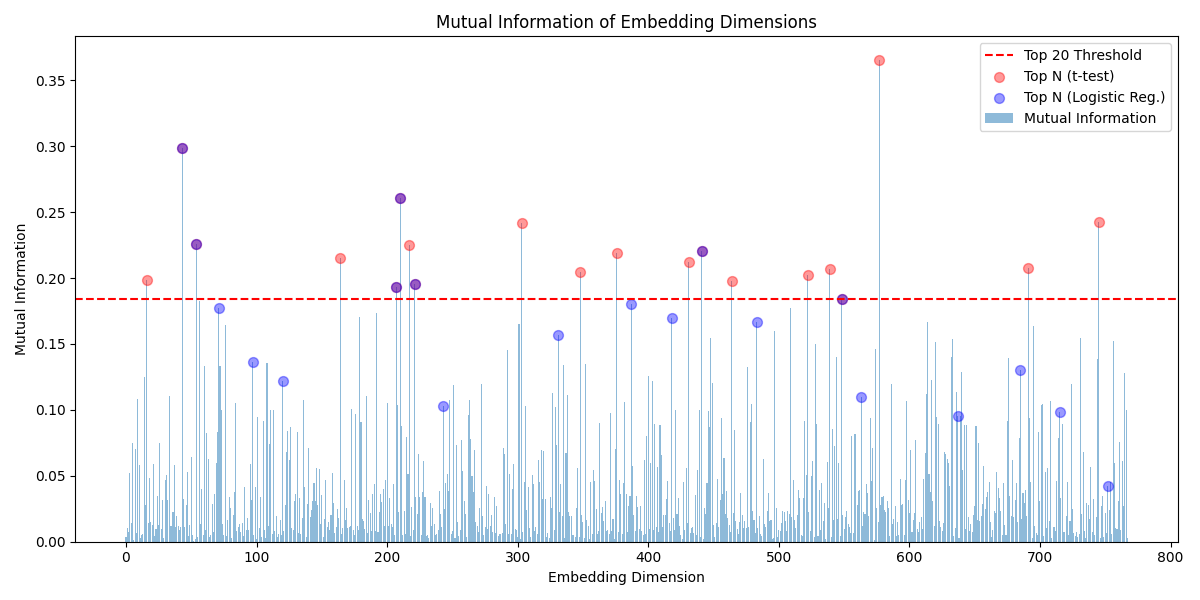 Mutual Information of Embedding Dimensions
Top 20 Threshold
Top N (t-test)
Top N (Logistic Reg.)
Mutual Information
Mutual Information
0.35
0.30
0.25
0.20
0.15
0.10
0.05
0.00
0 100 200 300 400 500 600 700 800
Embedding Dimension